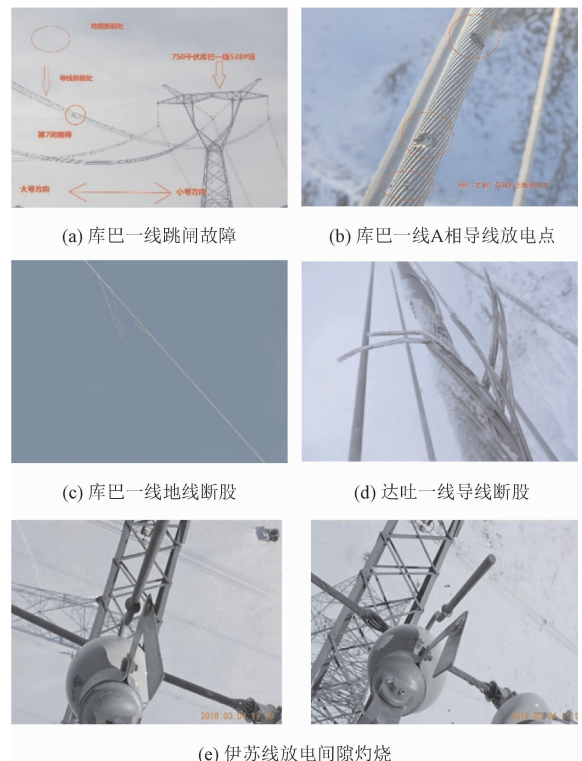 地线断股处
750千伏库巴一线538#塔
导线断股处
第7间隔棒
大号方向
小号方向
(a) 库巴一线跳闸故障
(b) 库巴一线A相导线放电点
(c) 库巴一线地线断股
(d) 达吐一线导线断股
2018.03.0
2018.03.0
(e) 伊苏线放电间隙灼烧